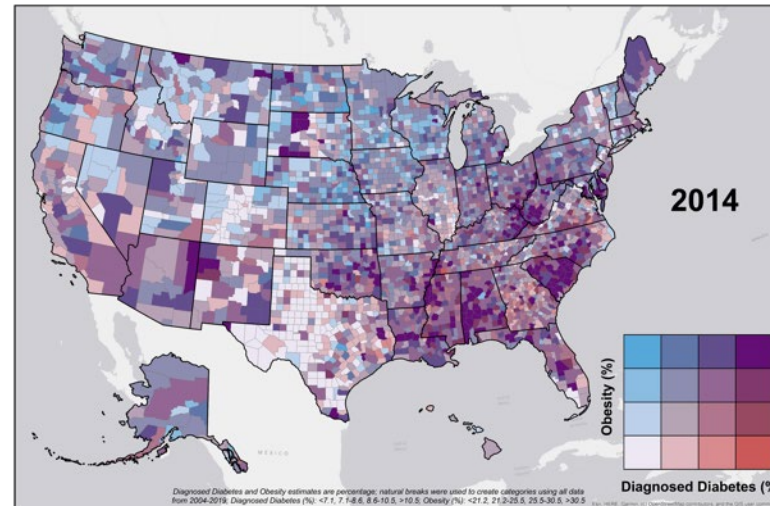 2014
MEXICO
Obesity (%)
Diagnosed Diabetes (%
Diagnosed Diabetes and Obesity estimates are percentage; natural breaks were used to create categories using all data
from 2004-2019; Diagnosed Diabetes (%): <7.1, 7.1-8.6, 8.6-10.5, >10.5; Obesity (%): <21.2, 21.2-25.5, 25.5-30.5, >30.5